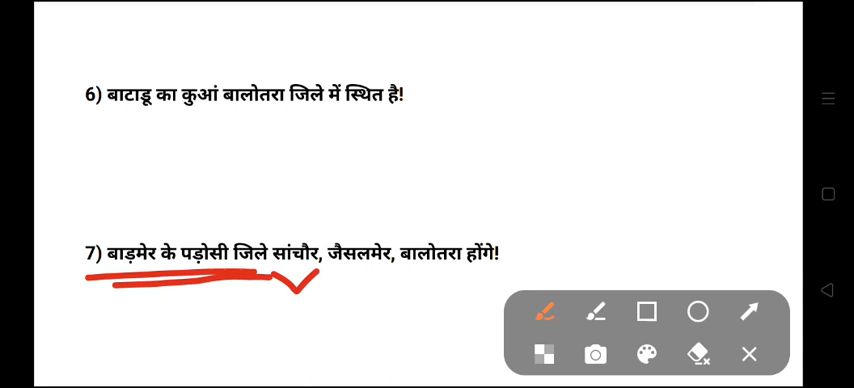 6) बाटाडू का कुआं बालोतरा जिले में स्थित है!
7) बाड़मेर के पड़ोसी जिले सांचौर, जैसलमेर, बालोतरा होंगे!